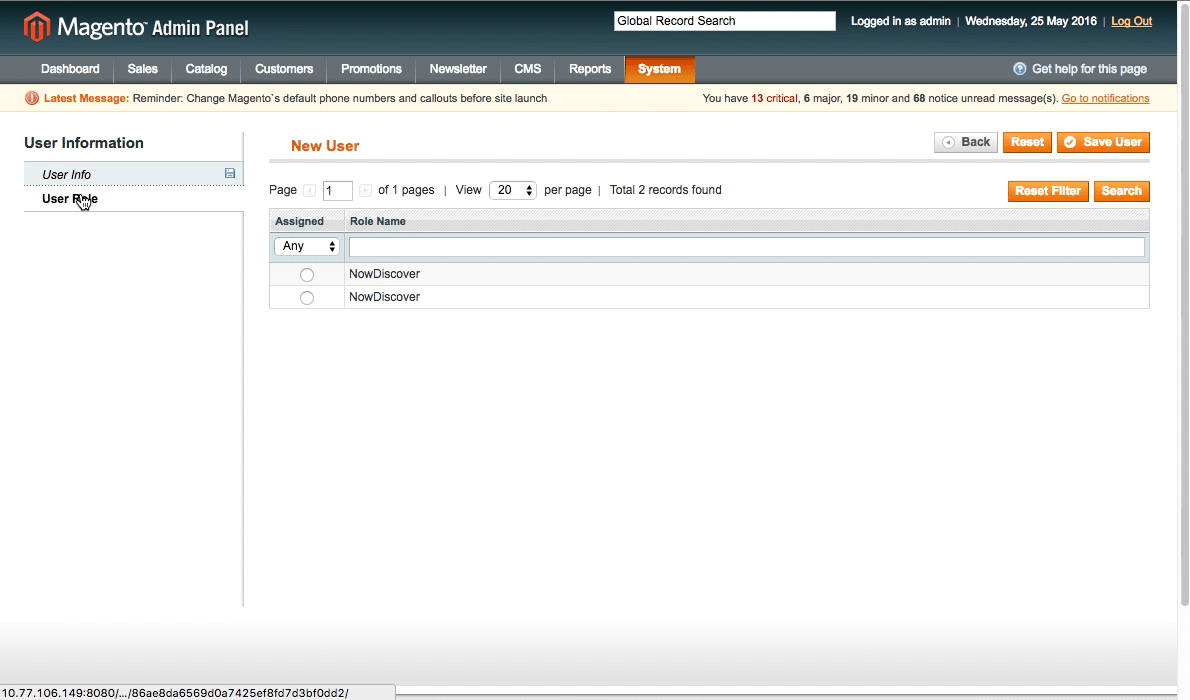 Magento Admin Panel
Global Record Search
Logged in as admin | Wednesday, 25 May 2016 | Log Out
Dashboard Sales Catalog Customers Promotions Newsletter CMS Reports System Get help for this page
Latest Message: Reminder: Change Magento`s default phone numbers and callouts before site launch
You have 13 critical, 6 major, 19 minor and 68 notice unread message(s). Go to notifications
User Information
User Info
User Role
New User
Back Reset Save User
Page 1 of 1 pages | View 20 per page | Total 2 records found
Reset Filter Search
Assigned Role Name
Any
NowDiscover
NowDiscover
10.77.106.149:8080/.../86ae8da6569d0a7425ef8fd7d3bf0dd2/